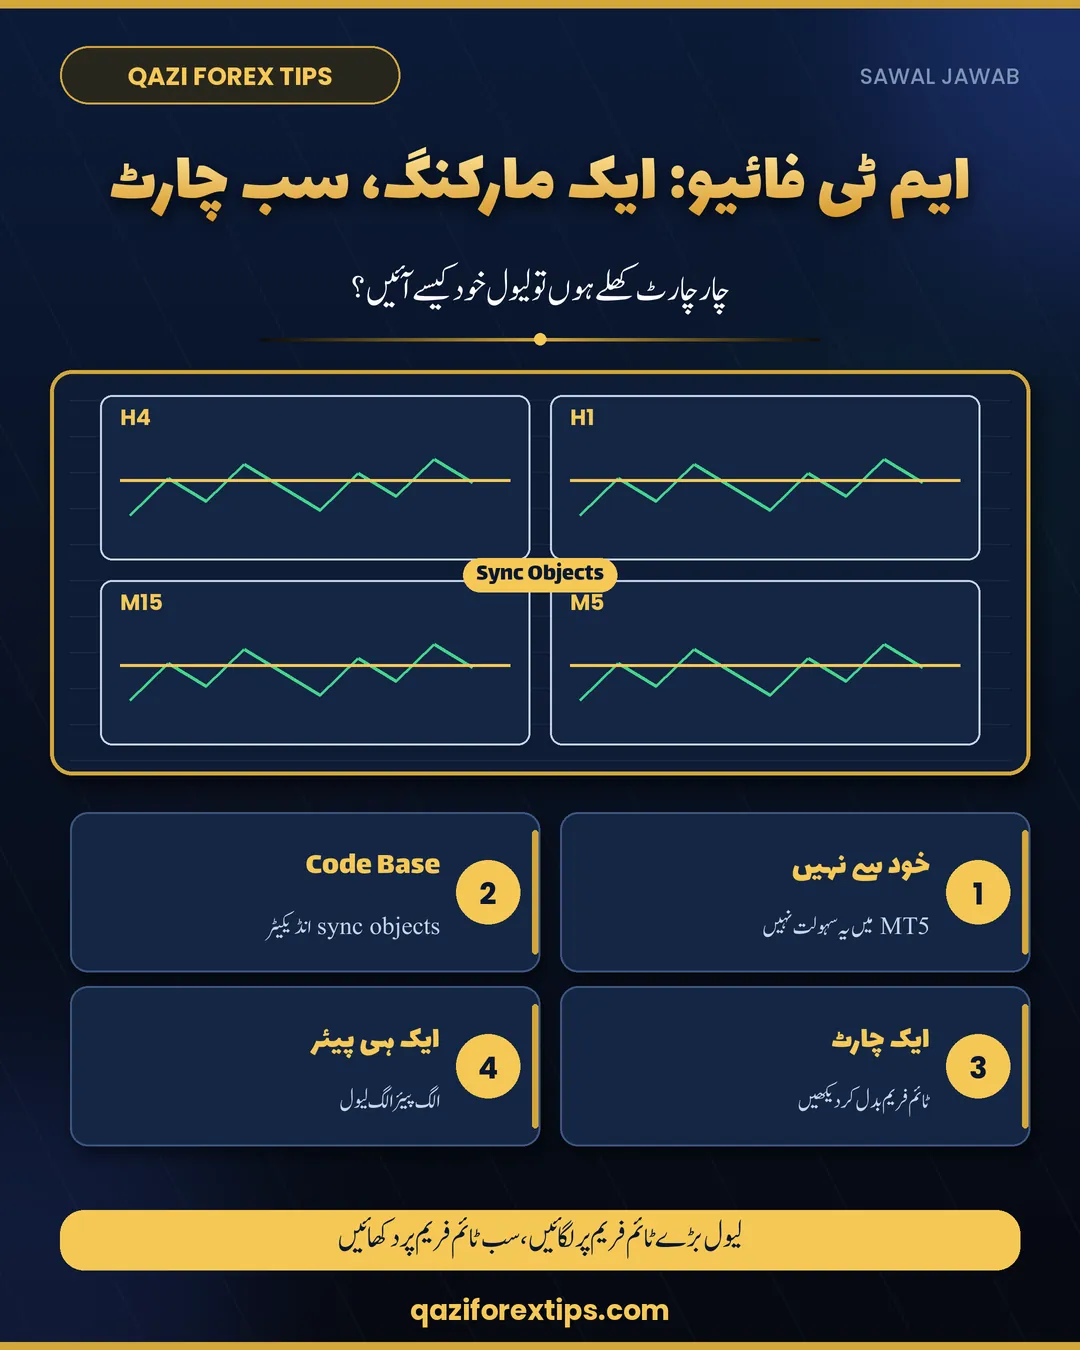 QAZI FOREX TIPS
SAWAL JAWAB
ایم ٹی فائیو: ایک مارکنگ، سب چارٹ
چار چارٹ کھلے ہوں تو لیول خود کیسے آئیں؟
H4
H1
Sync Objects
M15
M5
1
خود سے نہیں
MT5 میں یہ سہولت نہیں
2
Code Base
sync objects انڈیکیٹر
3
ایک چارٹ
ٹائم فریم بدل کر دیکھیں
4
ایک ہی پیئر
الگ پیئر الگ لیول
لیول بڑے ٹائم فریم پر لگائیں، سب ٹائم فریم پر دکھائیں
qaziforextips.com